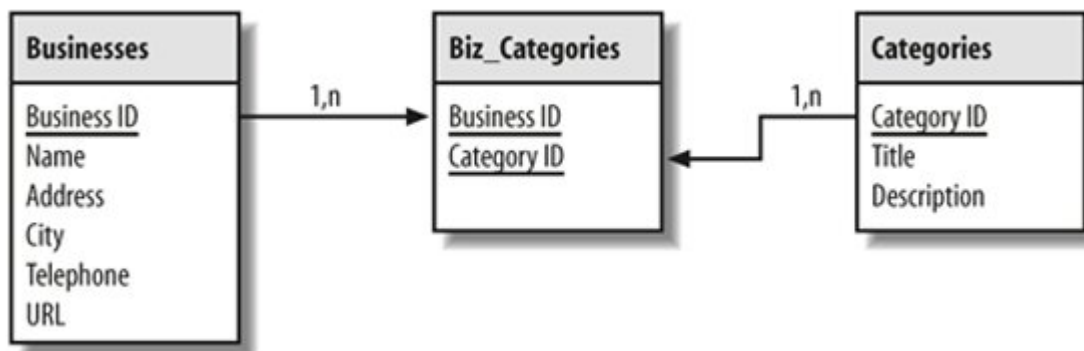 Businesses
Business ID
Name
Address
City
Telephone
URL
1,n
Biz_Categories
Business ID
Category ID
1,n
Categories
Category ID
Title
Description